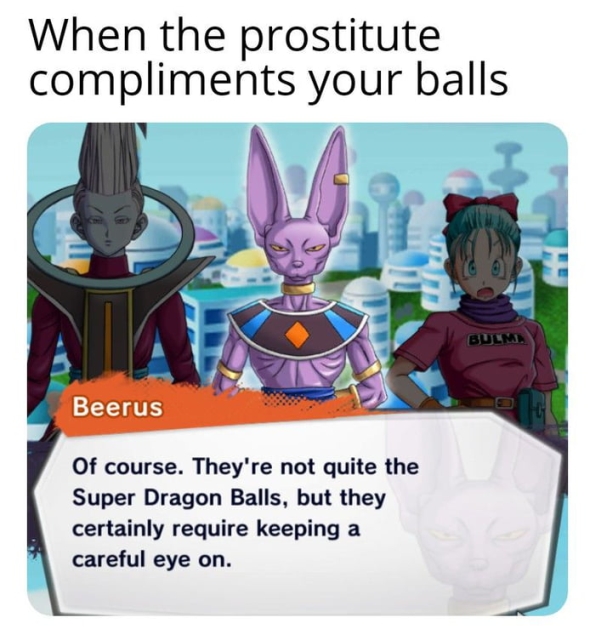 When the prostitute
compliments your balls
BULMA
Beerus
Of course. They're not quite the
Super Dragon Balls, but they
certainly require keeping a
careful eye on.